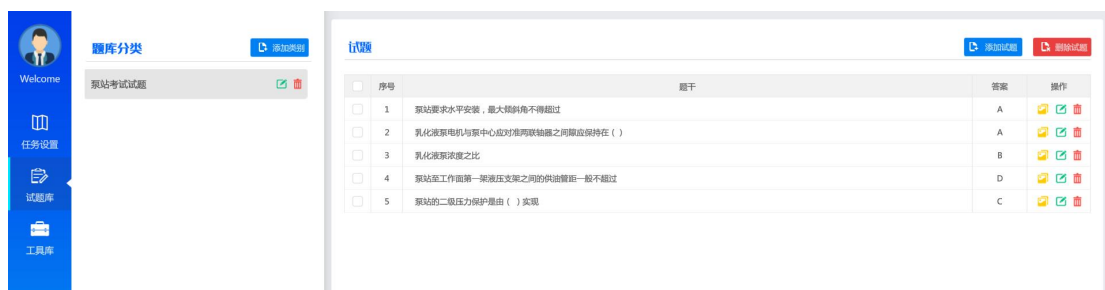 Welcome
任务设置
试题库
工具库
题库分类
添加类别
泵站考试试题
试题
添加试题
删除试题
序号 题干 答案 操作
1 泵站要求水平安装，最大倾斜角不得超过 A
2 乳化液泵电机与泵中心应对准两联轴器之间隙应保持在（ ） A
3 乳化液泵浓度之比 B
4 泵站至工作面第一架液压支架之间的供油管距一般不超过 D
5 泵站的二级压力保护是由（ ）实现 C